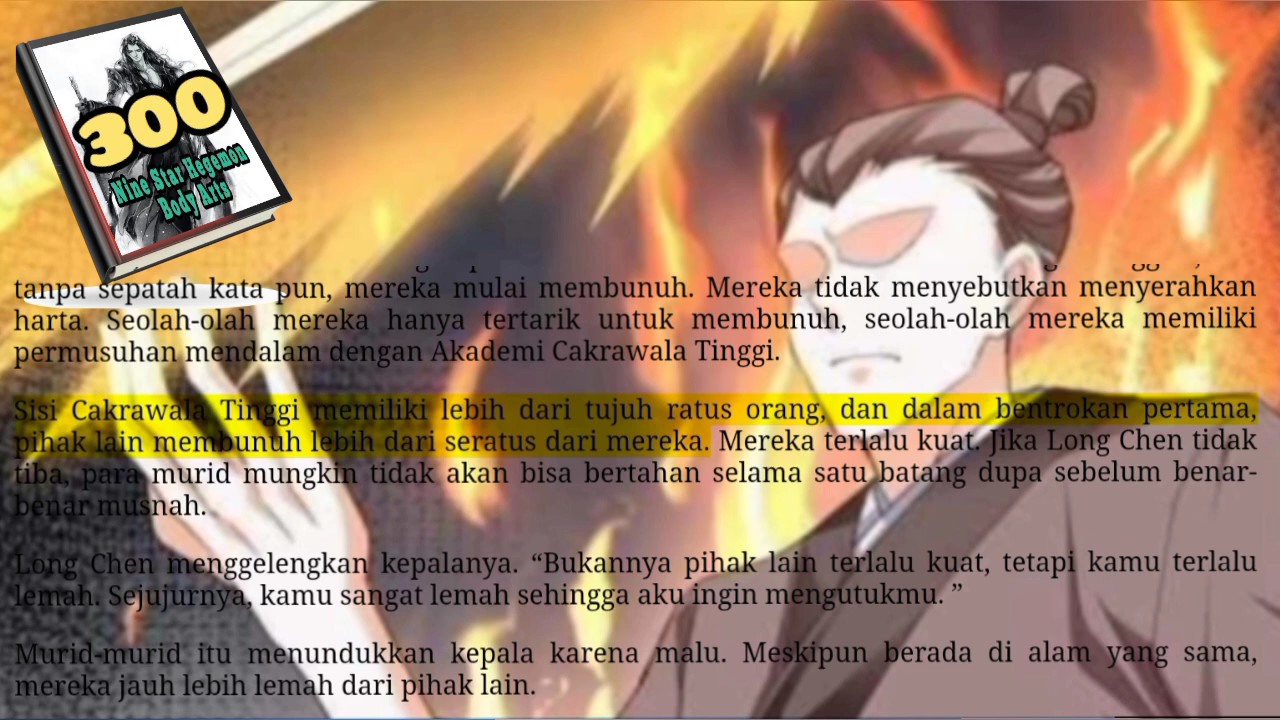 300
Nine Star Hegemon
Body Arts
tanpa sepatah kata pun, mereka mulai membunuh. Mereka tidak menyebutkan menyerahkan
harta. Seolah-olah mereka hanya tertarik untuk membunuh, seolah-olah mereka memiliki
permusuhan mendalam dengan Akademi Cakrawala Tinggi.
Sisi Cakrawala Tinggi memiliki lebih dari tujuh ratus orang, dan dalam bentrokan pertama,
pihak lain membunuh lebih dari seratus dari mereka. Mereka terlalu kuat. Jika Long Chen tidak
tiba, para murid mungkin tidak akan bisa bertahan selama satu batang dupa sebelum benar-
benar musnah.
Long Chen menggelengkan kepalanya. “Bukannya pihak lain terlalu kuat, tetapi kamu terlalu
lemah. Sejujurnya, kamu sangat lemah sehingga aku ingin mengutukmu. ”
Murid-murid itu menundukkan kepala karena malu. Meskipun berada di alam yang sama,
mereka jauh lebih lemah dari pihak lain.